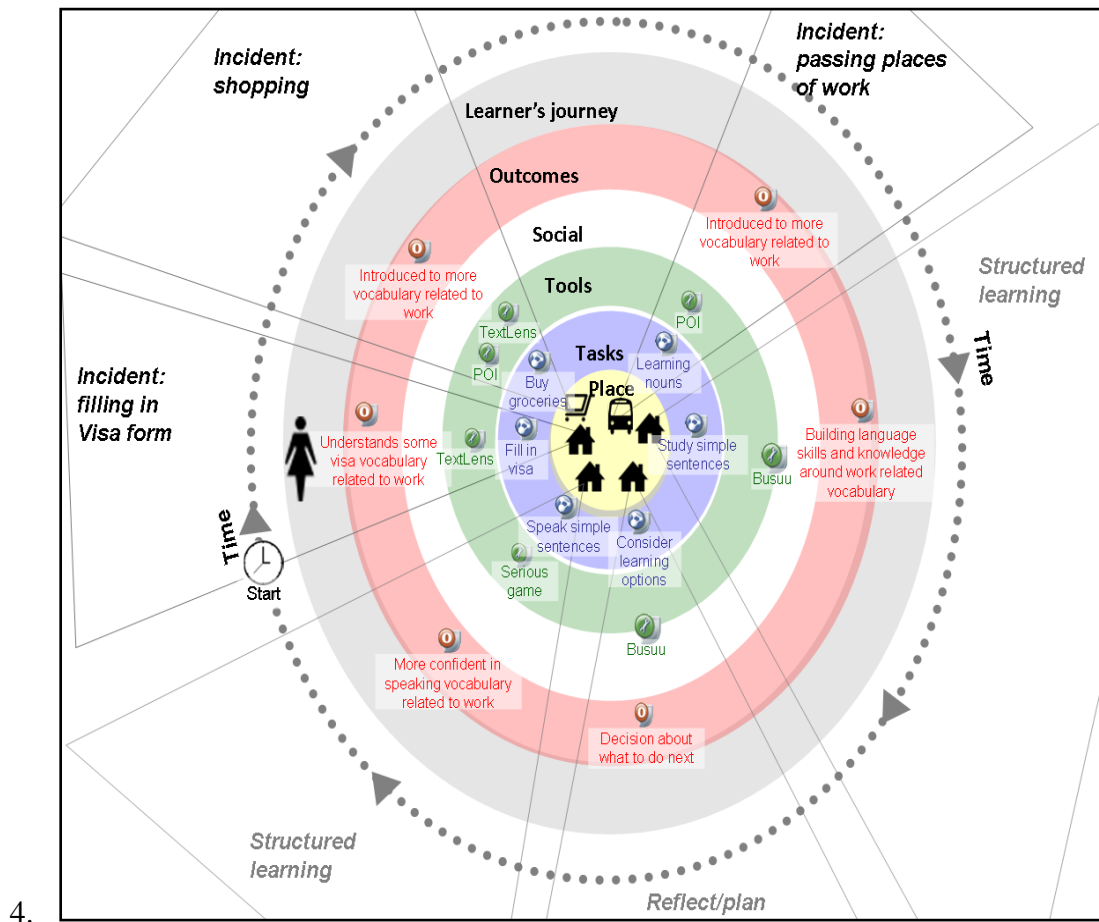 Incident:
shopping
Incident:
passing places
of work
Learner's journey
Outcomes
Introduced to more
vocabulary related to
work
Introduced to more
vocabulary related to
work
Social
Structured
learning
Tools
TextLens
POI
POI
Time
Tasks
Learning
nouns
Buy
groceries
Place
Incident:
filling in
Visa form
Understands some
visa vocabulary
related to work
TextLens
Fill in
visa
Study simple
sentences
Busuu
Building language
skills and knowledge
around work related
vocabulary
Time
Start
Speak simple
sentences
Consider
learning
options
Serious
game
Busuu
More confident in
speaking vocabulary
related to work
Decision about
what to do next
Structured
learning
Reflect/plan
4.